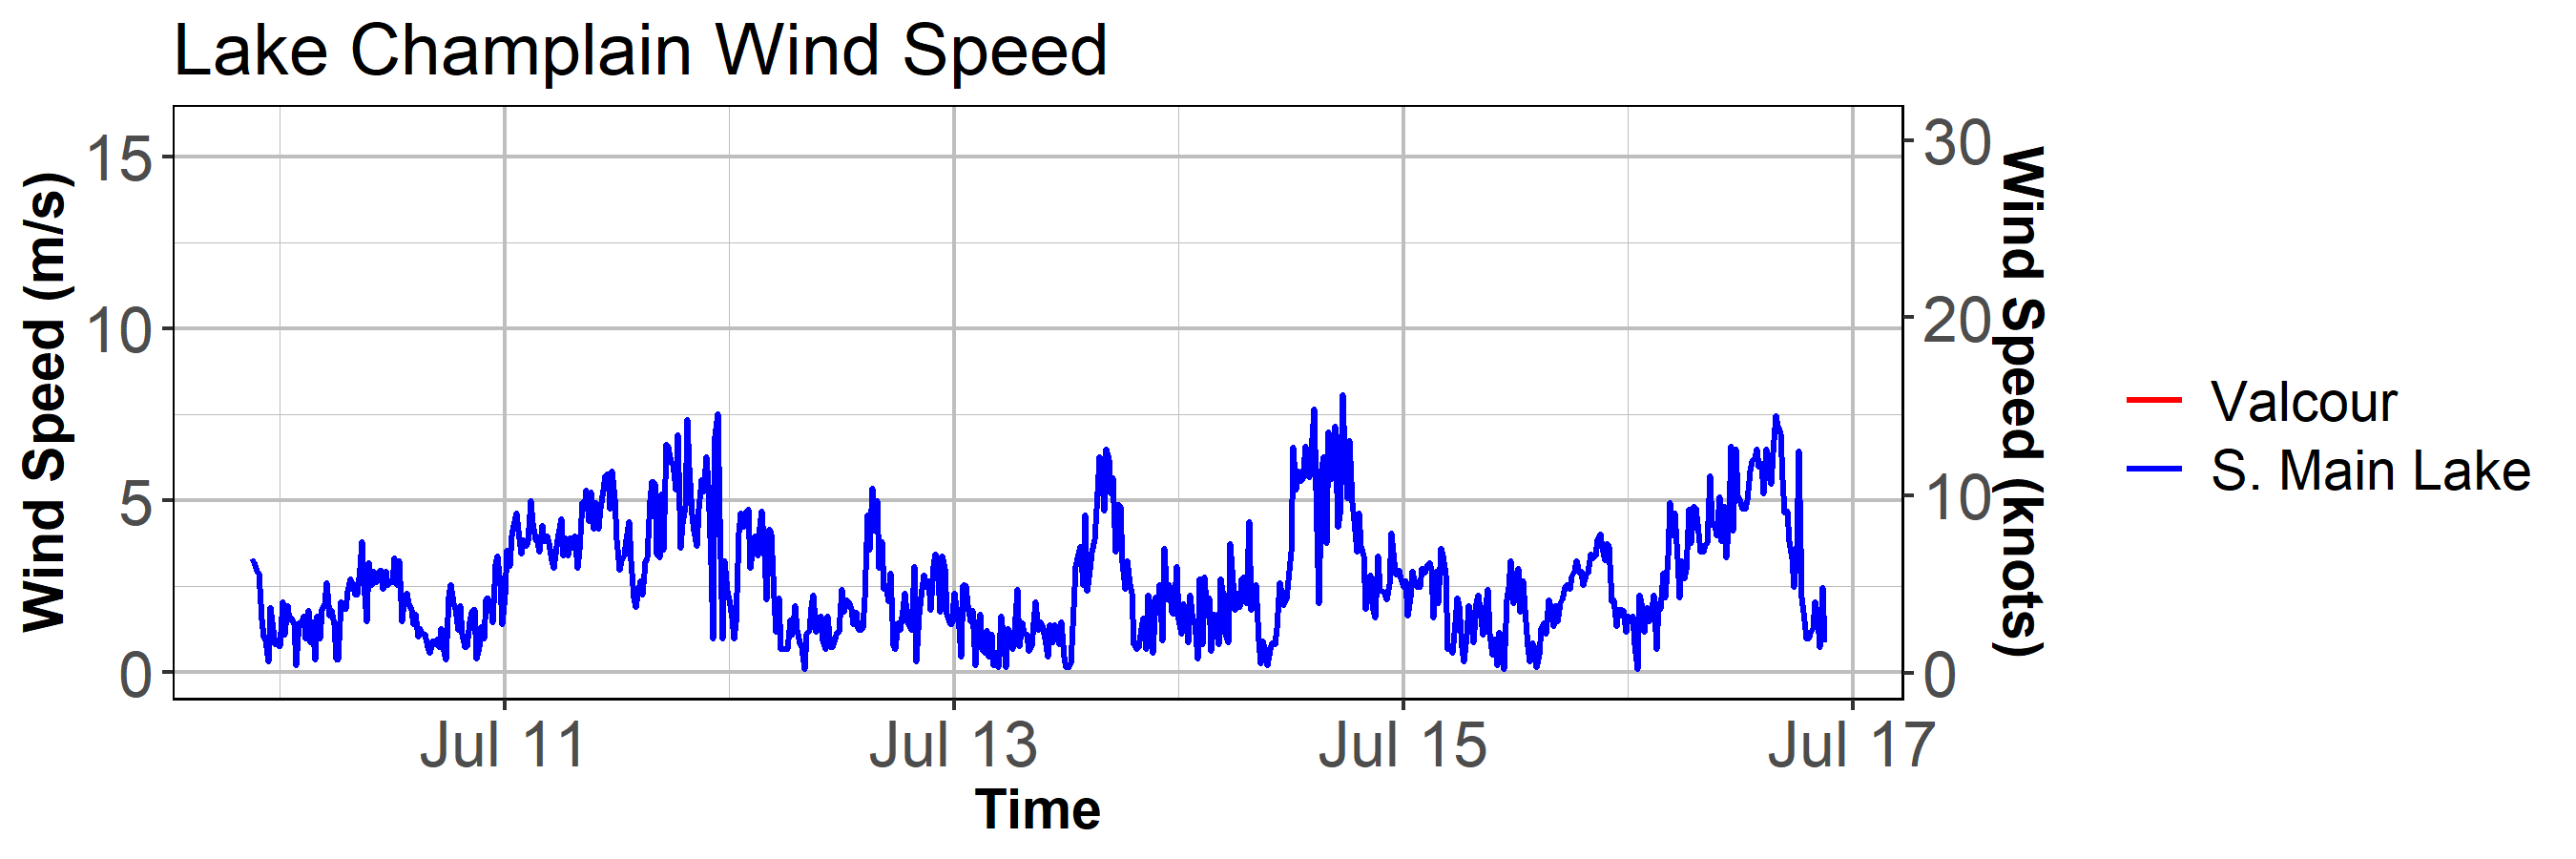 Lake Champlain Wind Speed
Wind Speed (m/s)
15
10
5
0
30
20
10
0
Wind Speed (knots)
Jul 11
Jul 13
Jul 15
Jul 17
Time
Valcour
S. Main Lake